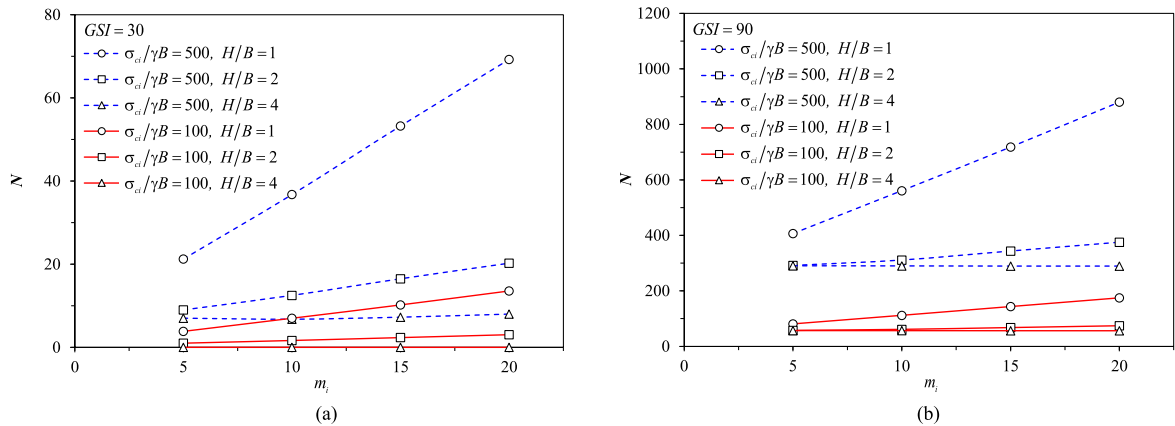 80
GSI = 30
σci/γB = 500, H/B = 1
σci/γB = 500, H/B = 2
σci/γB = 500, H/B = 4
σci/γB = 100, H/B = 1
σci/γB = 100, H/B = 2
σci/γB = 100, H/B = 4
60
40
20
0
N
0 5 10 15 20
mi
(a)
1200
GSI = 90
σci/γB = 500, H/B = 1
σci/γB = 500, H/B = 2
σci/γB = 500, H/B = 4
σci/γB = 100, H/B = 1
σci/γB = 100, H/B = 2
σci/γB = 100, H/B = 4
1000
800
600
400
200
0
N
0 5 10 15 20
mi
(b)